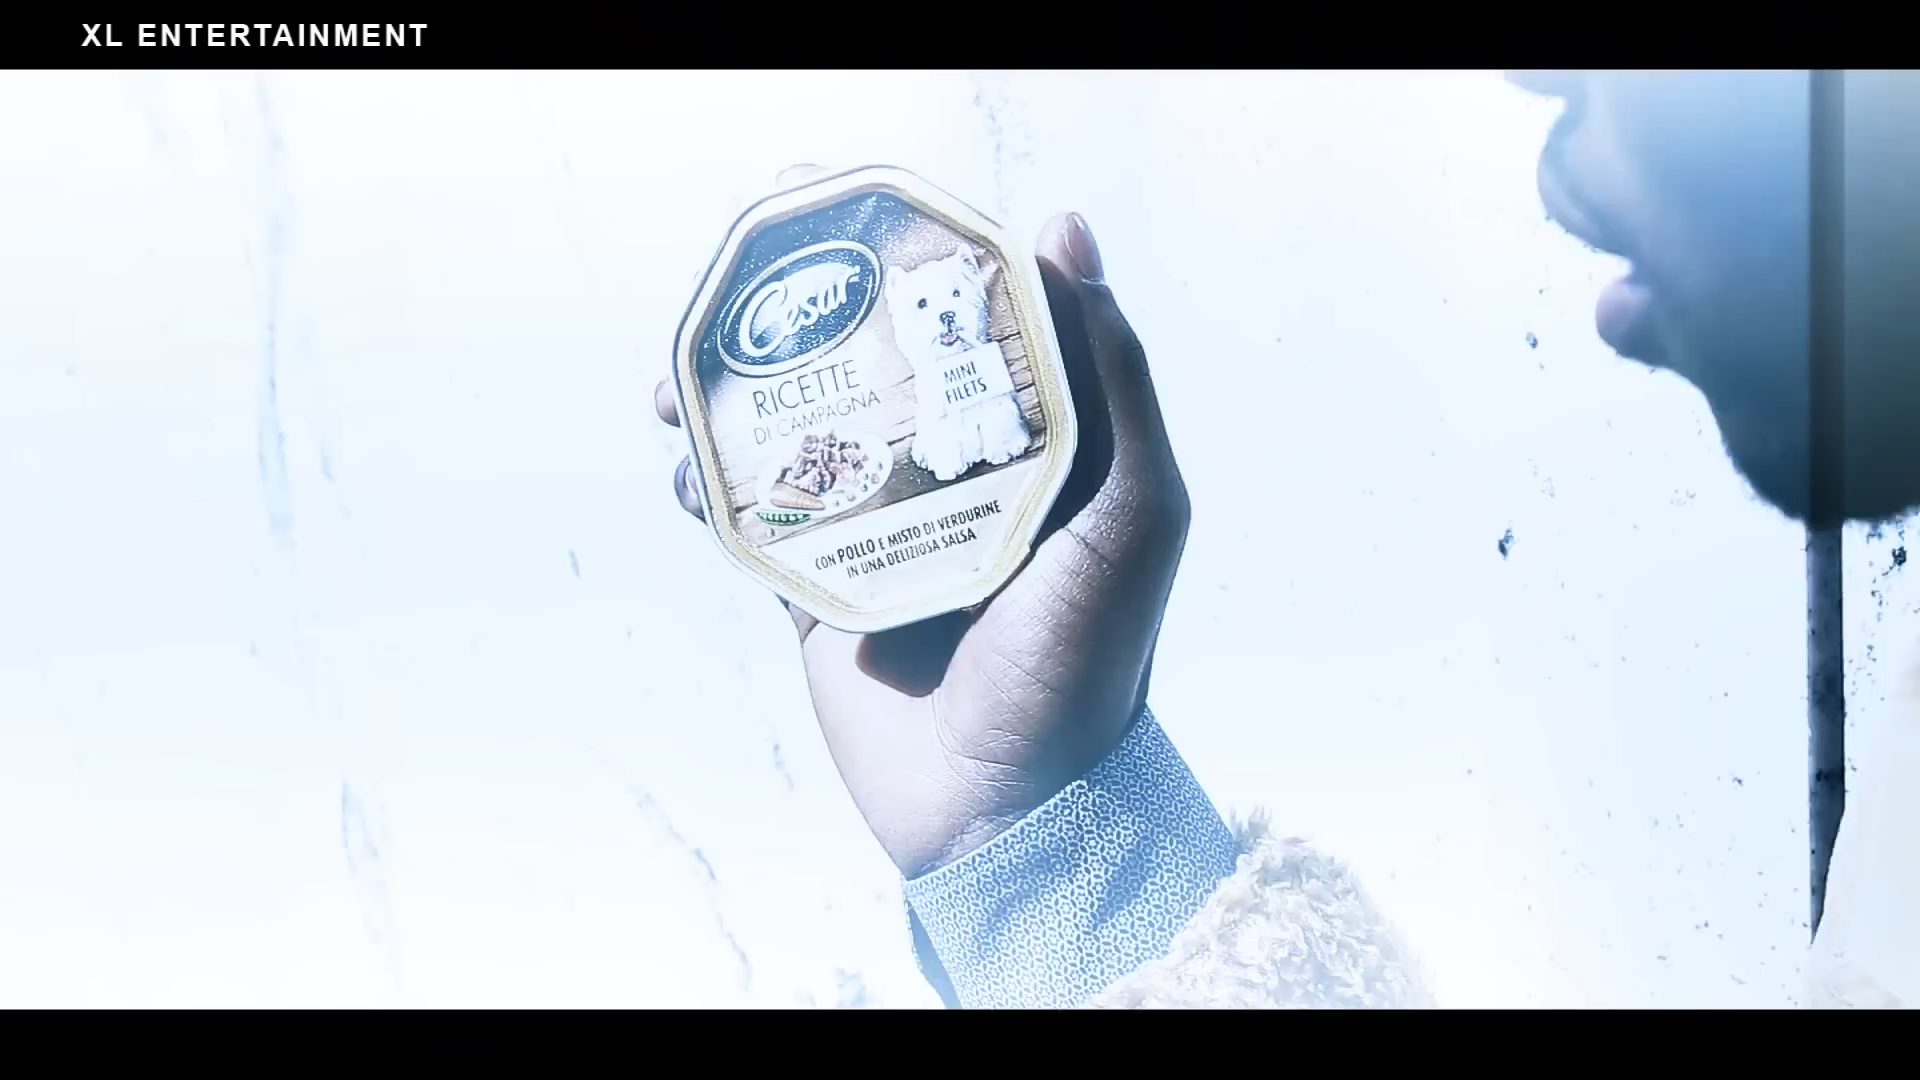 XL ENTERTAINMENT
Cesar
RICETTE
DI CAMPAGNA
MINI
FILETS
CON POLLO E MISTO DI VERDURINE
IN UNA DELIZIOSA SALSA